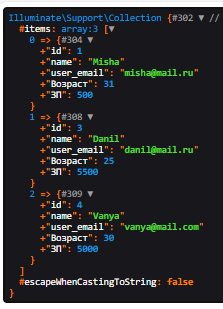 Illuminate\Support\Collection {#302 ▼ //
#items: array:3 [▼
0 => {#304 ▼
+"id": 1
+"name": "Misha"
+"user_email": "misha@mail.ru"
+"Возраст": 31
+"ЗП": 500
}
1 => {#308 ▼
+"id": 3
+"name": "Danil"
+"user_email": "danil@mail.ru"
+"Возраст": 25
+"ЗП": 5500
}
2 => {#309 ▼
+"id": 4
+"name": "Vanya"
+"user_email": "vanya@mail.com"
+"Возраст": 30
+"ЗП": 5000
}
]
#escapeWhenCastingToString: false
}